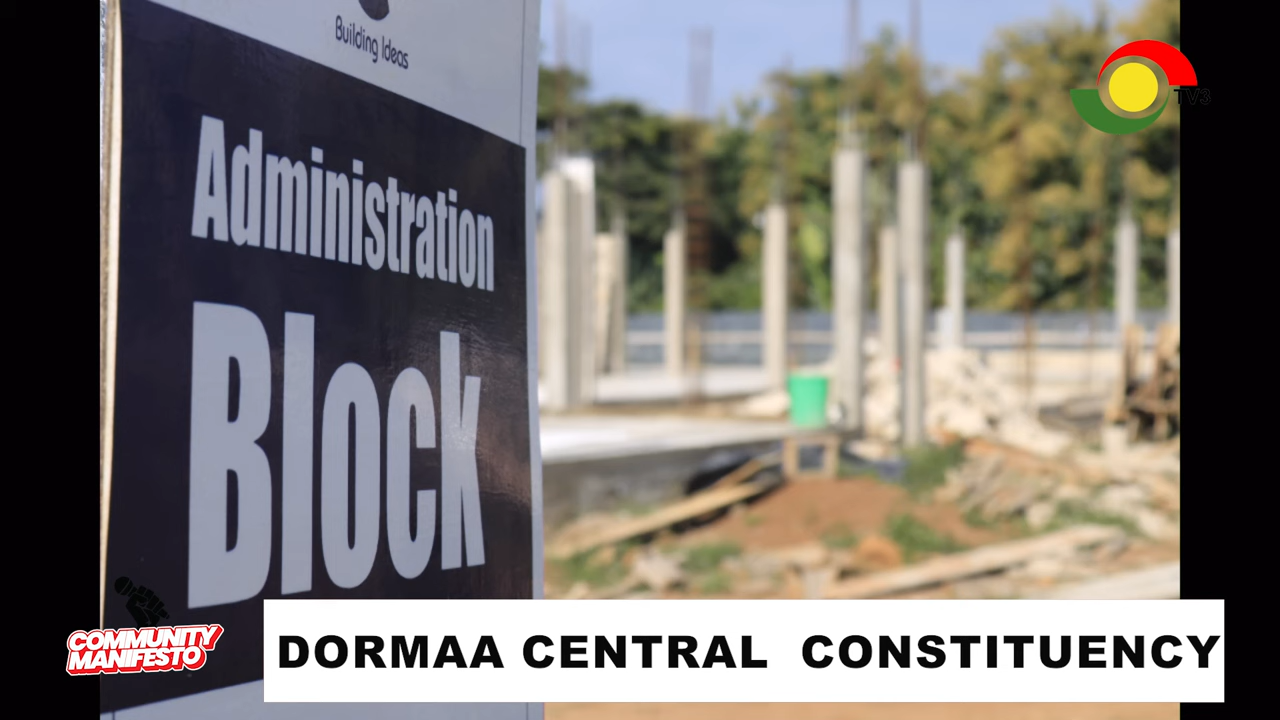 Building Ideas
Administration
Block
TV3
COMMUNITY
MANIFESTO
DORMAA CENTRAL CONSTITUENCY